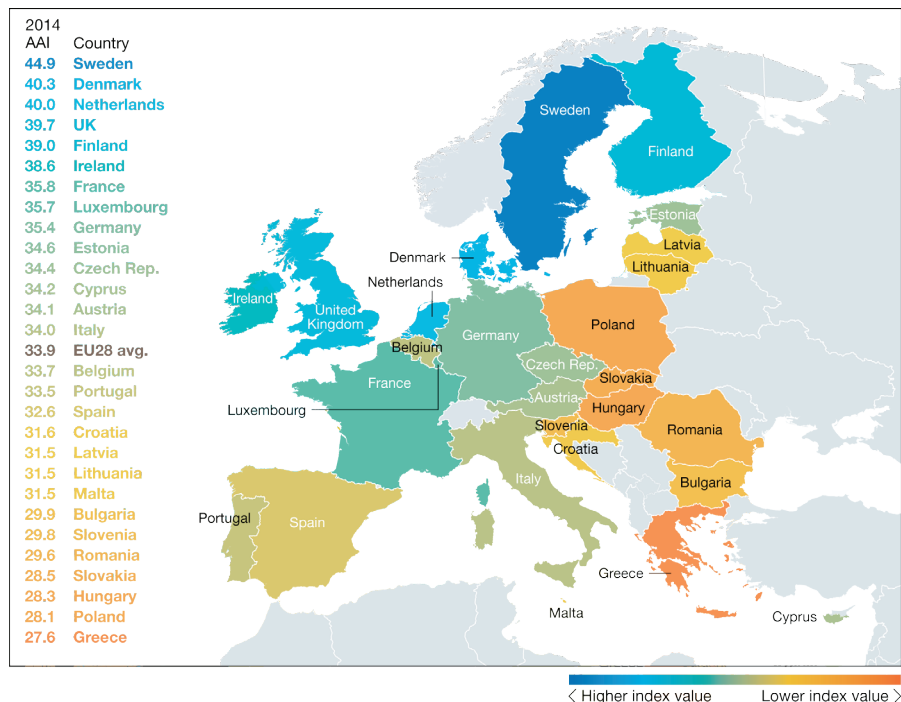 2014
AAI Country
44.9 Sweden
40.3 Denmark
40.0 Netherlands
39.7 UK
39.0 Finland
38.6 Ireland
35.8 France
35.7 Luxembourg
35.4 Germany
34.6 Estonia
34.4 Czech Rep.
34.2 Cyprus
34.1 Austria
34.0 Italy
33.9 EU28 avg.
33.7 Belgium
33.5 Portugal
32.6 Spain
31.6 Croatia
31.5 Latvia
31.5 Lithuania
31.5 Malta
29.9 Bulgaria
29.8 Slovenia
29.6 Romania
28.5 Slovakia
28.3 Hungary
28.1 Poland
27.6 Greece
Sweden
Finland
Estonia
Latvia
Lithuania
Denmark
Netherlands
Ireland
United
Kingdom
Belgium
Germany
Poland
Czech Rep.
Slovakia
France
Austria
Hungary
Luxembourg
Slovenia
Romania
Croatia
Italy
Bulgaria
Portugal
Spain
Greece
Malta
Cyprus
< Higher index value
Lower index value >